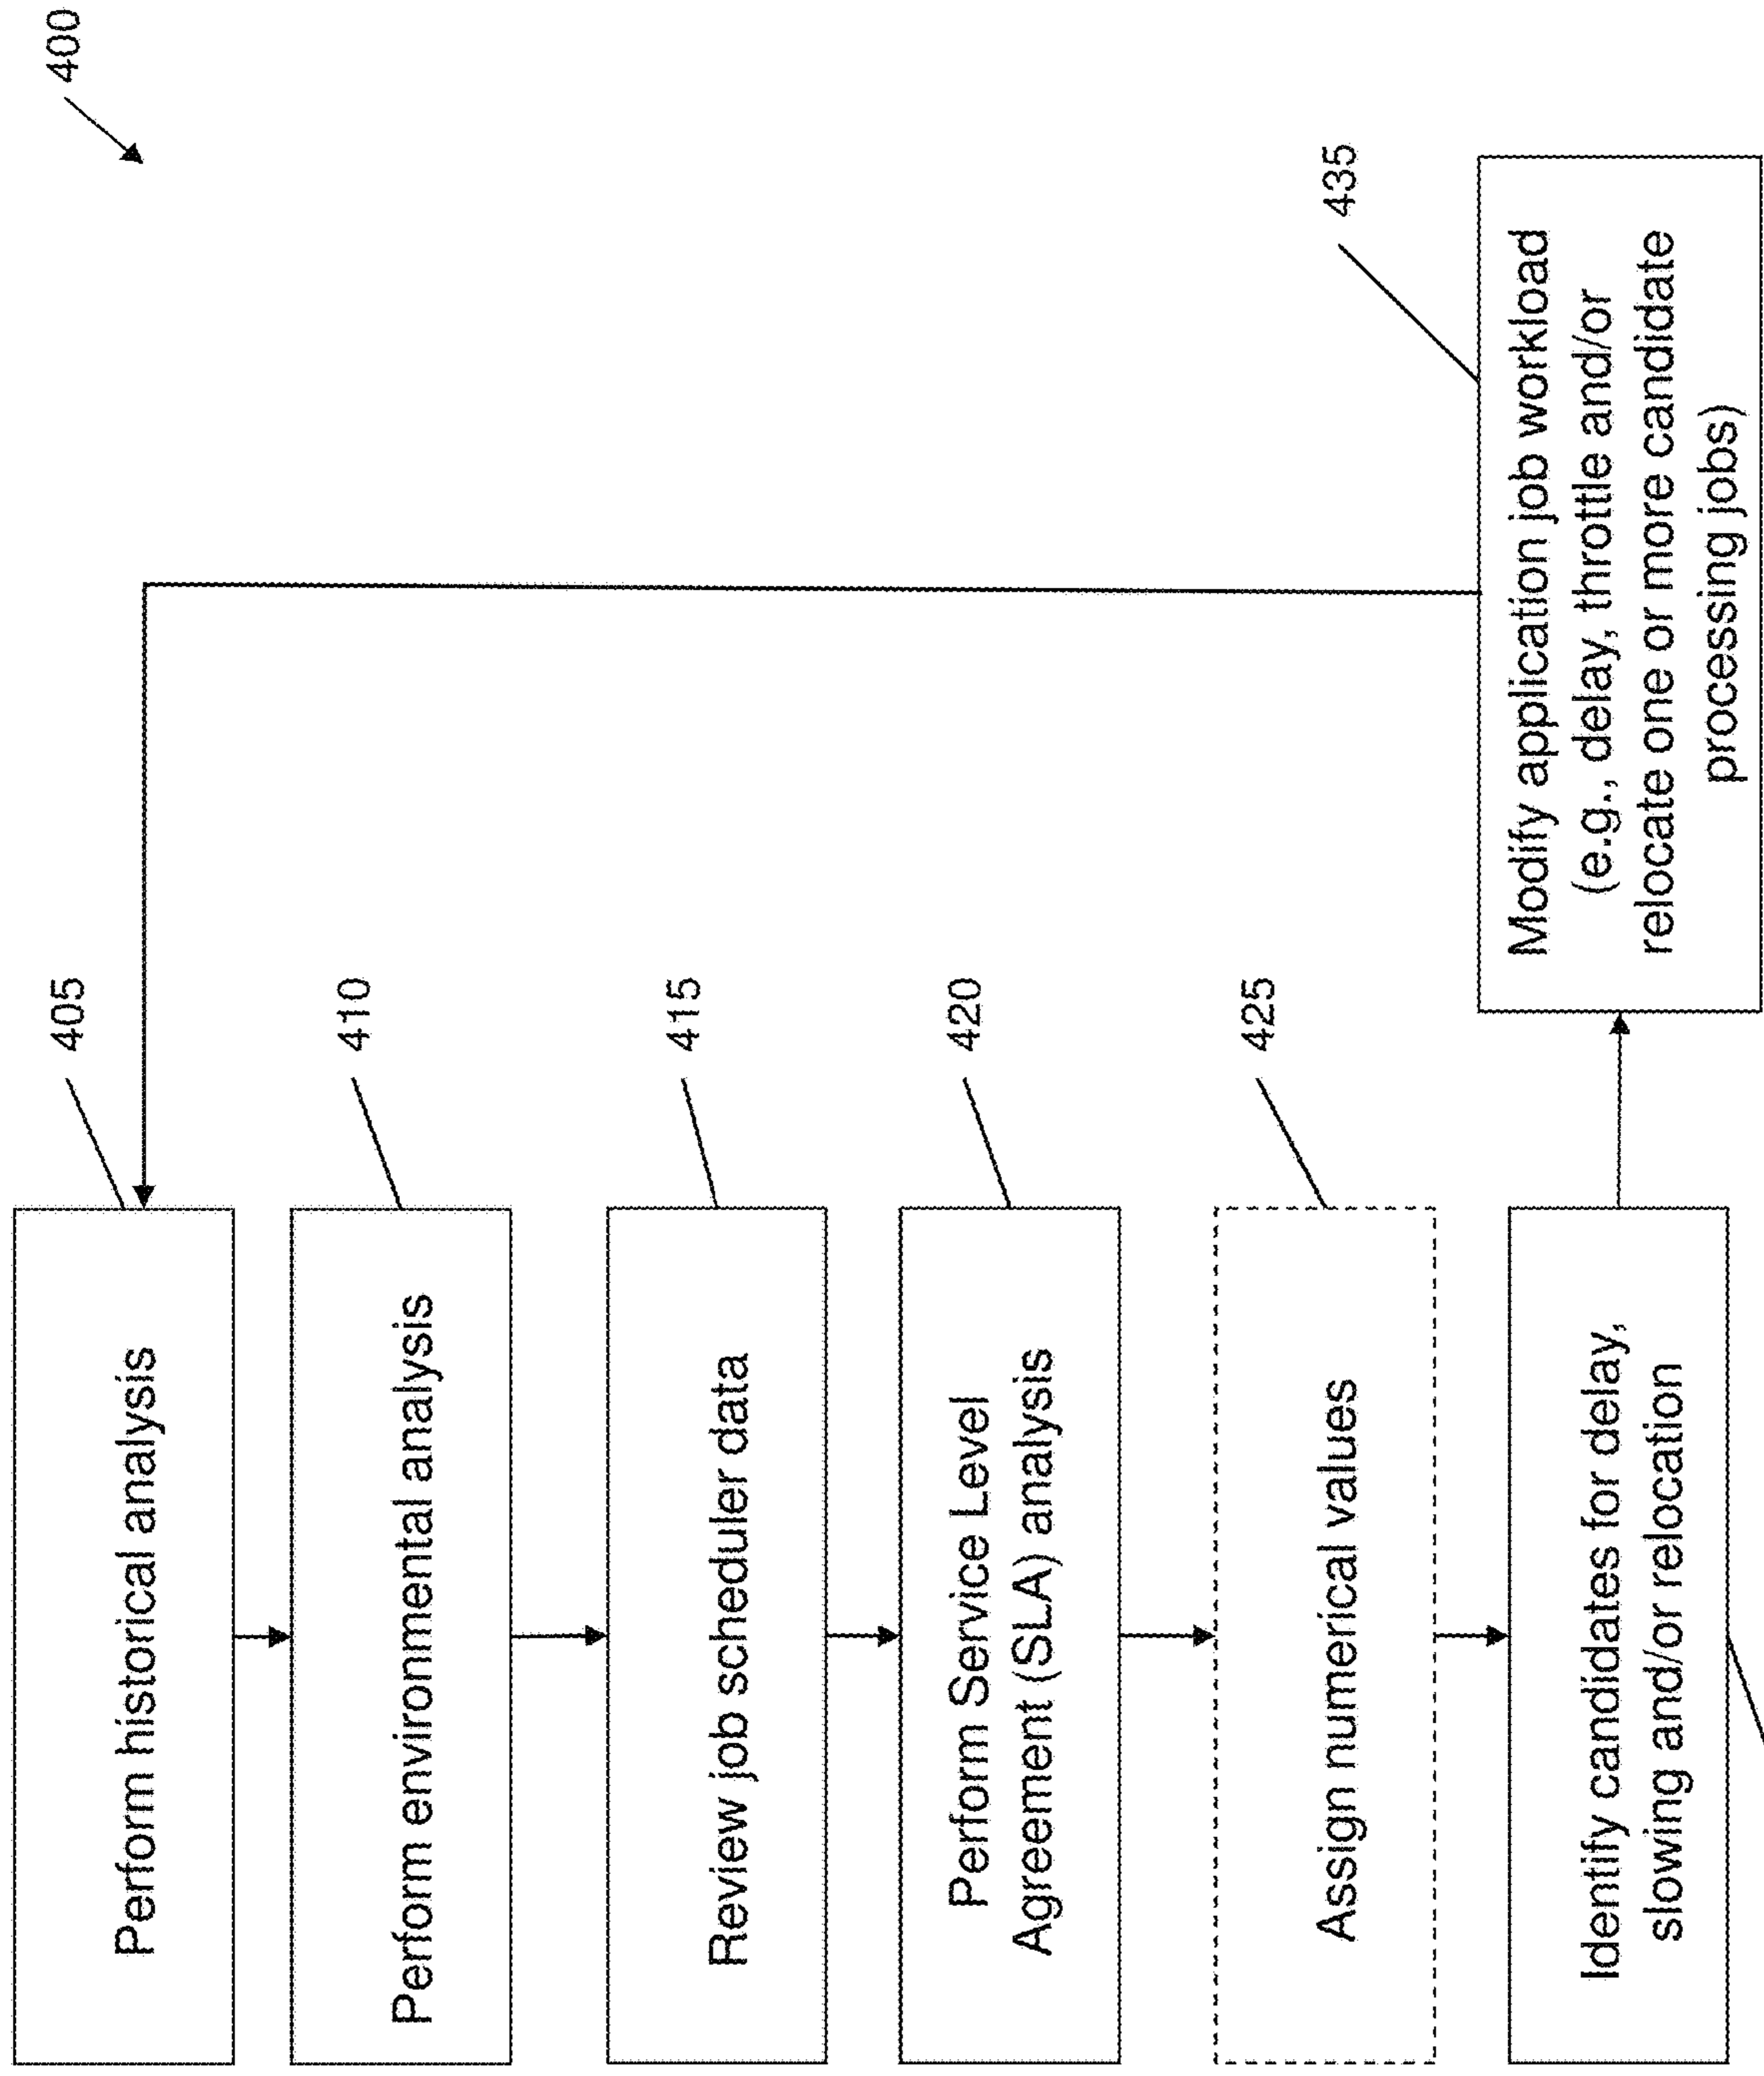 400
405
Perform historical analysis
410
Perform environmental analysis
415
Review job scheduler data
420
Perform Service Level
Agreement (SLA) analysis
425
Assign numerical values
Identify candidates for delay,
slowing and/or relocation
435
Modify application job workload
(e.g., delay, throttle and/or
relocate one or more candidate
processing jobs)